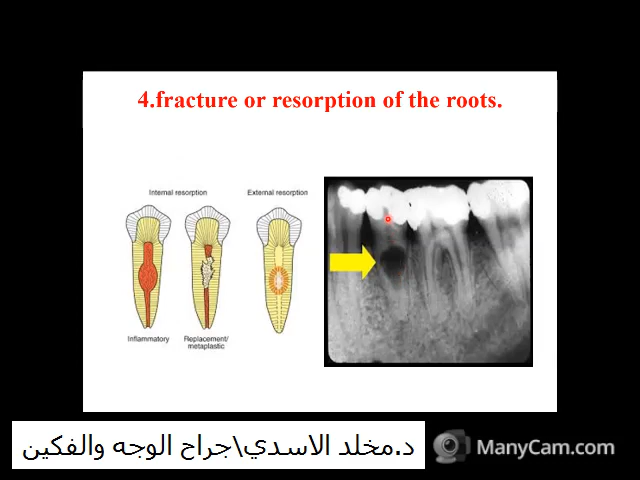 4.fracture or resorption of the roots.
Internal resorption
External resorption
Inflammatory
Replacement/
metaplastic
د.مخلد الاسدي\جراح الوجه والفكين
ManyCam.com